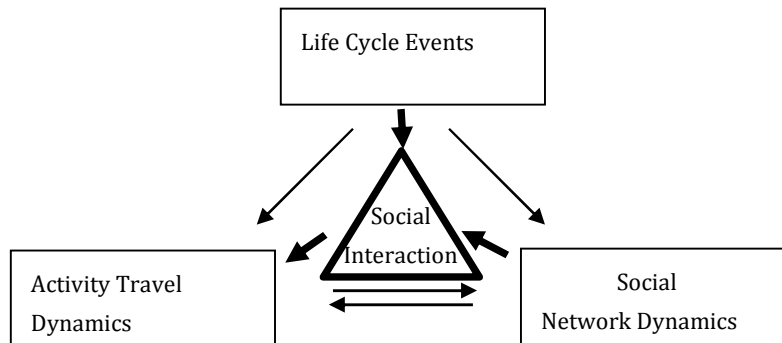 Life Cycle Events
Social
Interaction
Activity Travel
Dynamics
Social
Network Dynamics